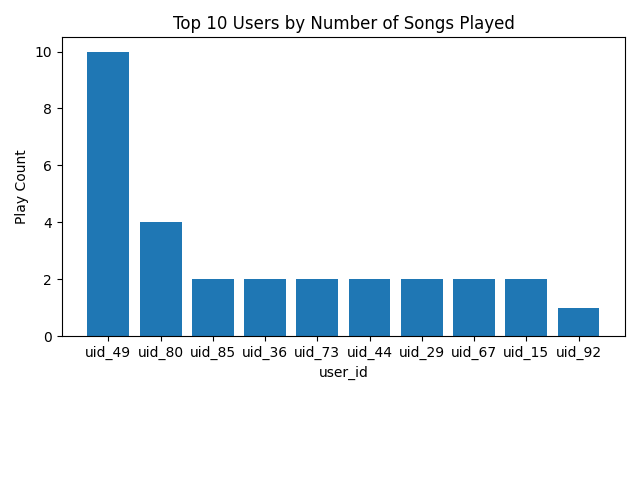 Top 10 Users by Number of Songs Played
Play Count
10
8
6
4
2
0
uid_49 uid_80 uid_85 uid_36 uid_73 uid_44 uid_29 uid_67 uid_15 uid_92
user_id